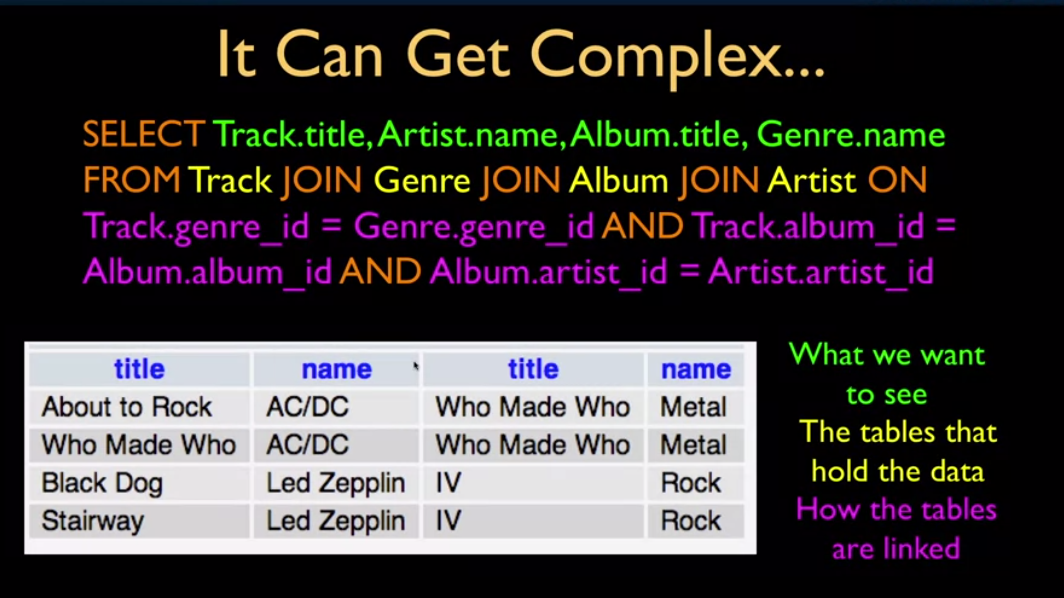 It Can Get Complex...
SELECT Track.title, Artist.name, Album.title, Genre.name
FROM Track JOIN Genre JOIN Album JOIN Artist ON
Track.genre_id = Genre.genre_id AND Track.album_id =
Album.album_id AND Album.artist_id = Artist.artist_id
title name title name
About to Rock AC/DC Who Made Who Metal
Who Made Who AC/DC Who Made Who Metal
Black Dog Led Zepplin IV Rock
Stairway Led Zepplin IV Rock
What we want
to see
The tables that
hold the data
How the tables
are linked